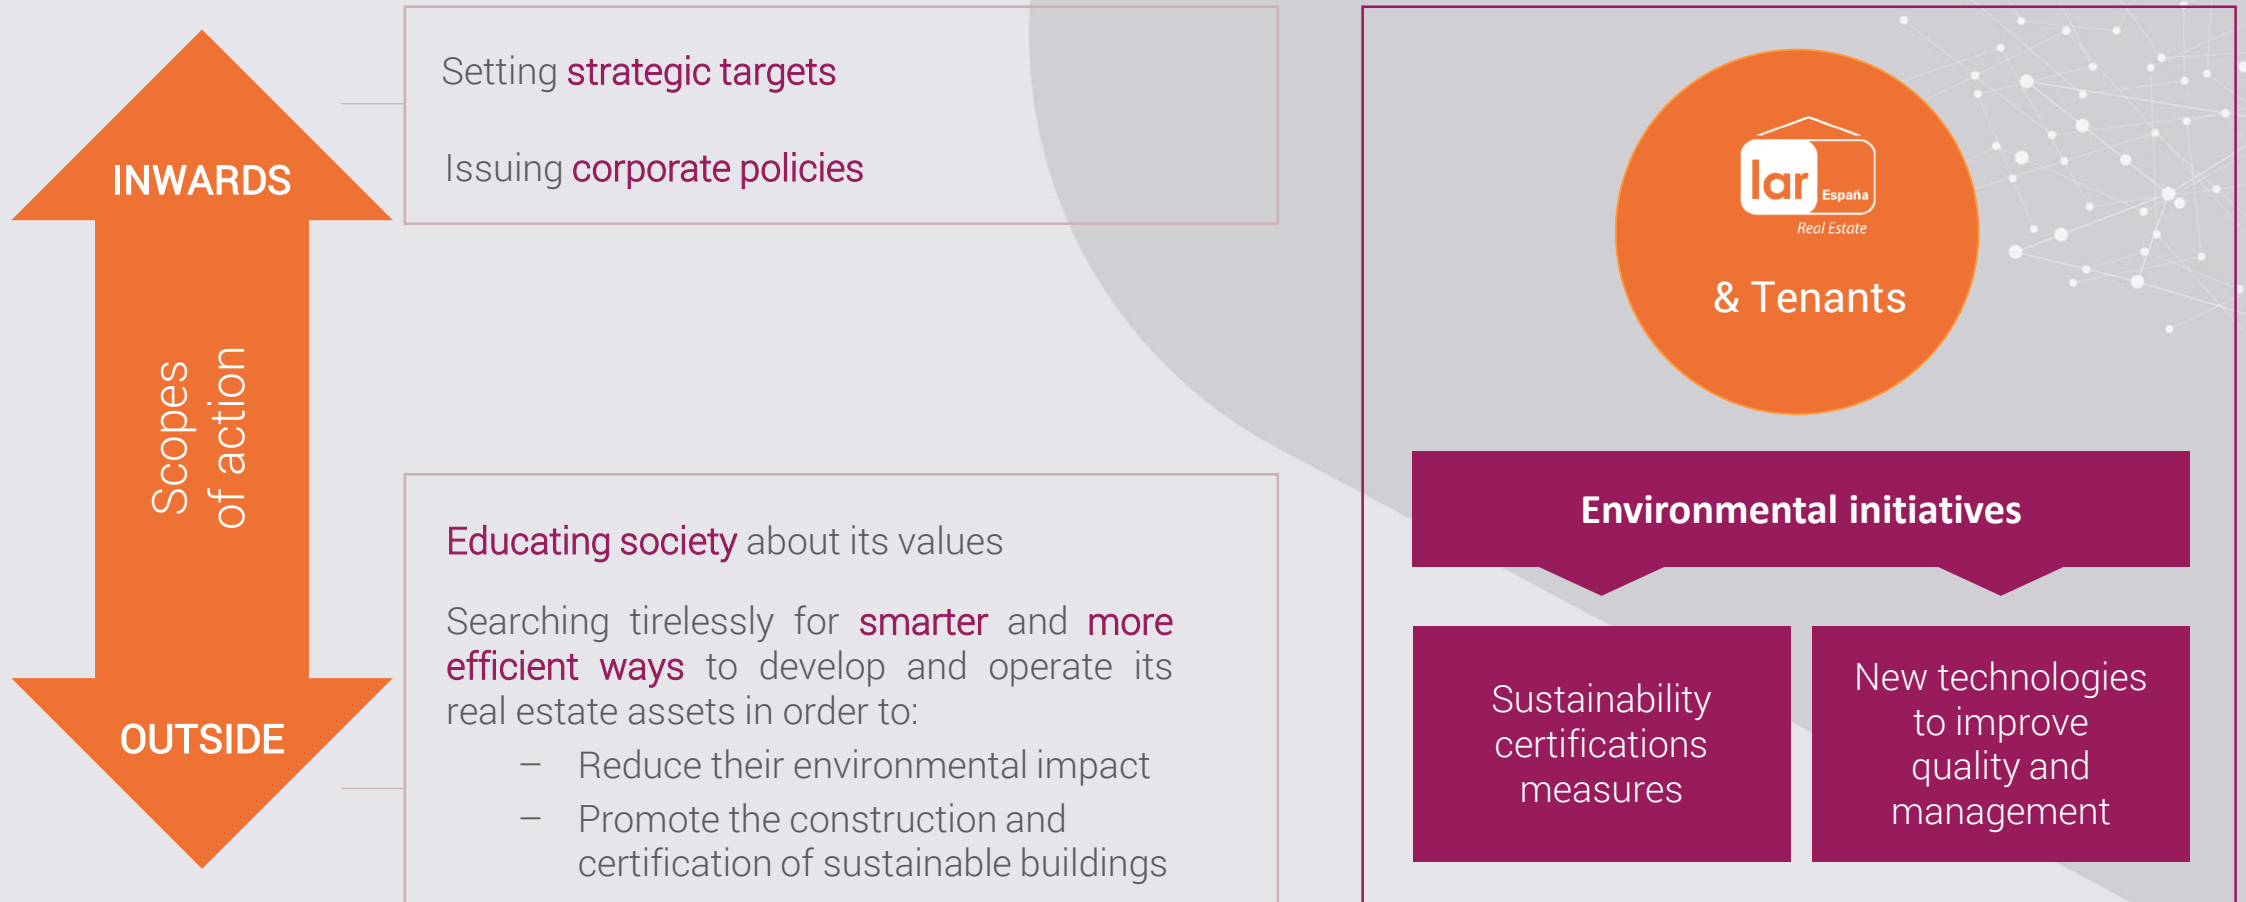 INWARDS
Scopes
of action
OUTSIDE
Setting strategic targets
Issuing corporate policies
Educating society about its values
Searching tirelessly for smarter and more
efficient ways to develop and operate its
real estate assets in order to:
– Reduce their environmental impact
– Promote the construction and
certification of sustainable buildings
lar
España
Real Estate
& Tenants
Environmental initiatives
Sustainability
certifications
measures
New technologies
to improve
quality and
management